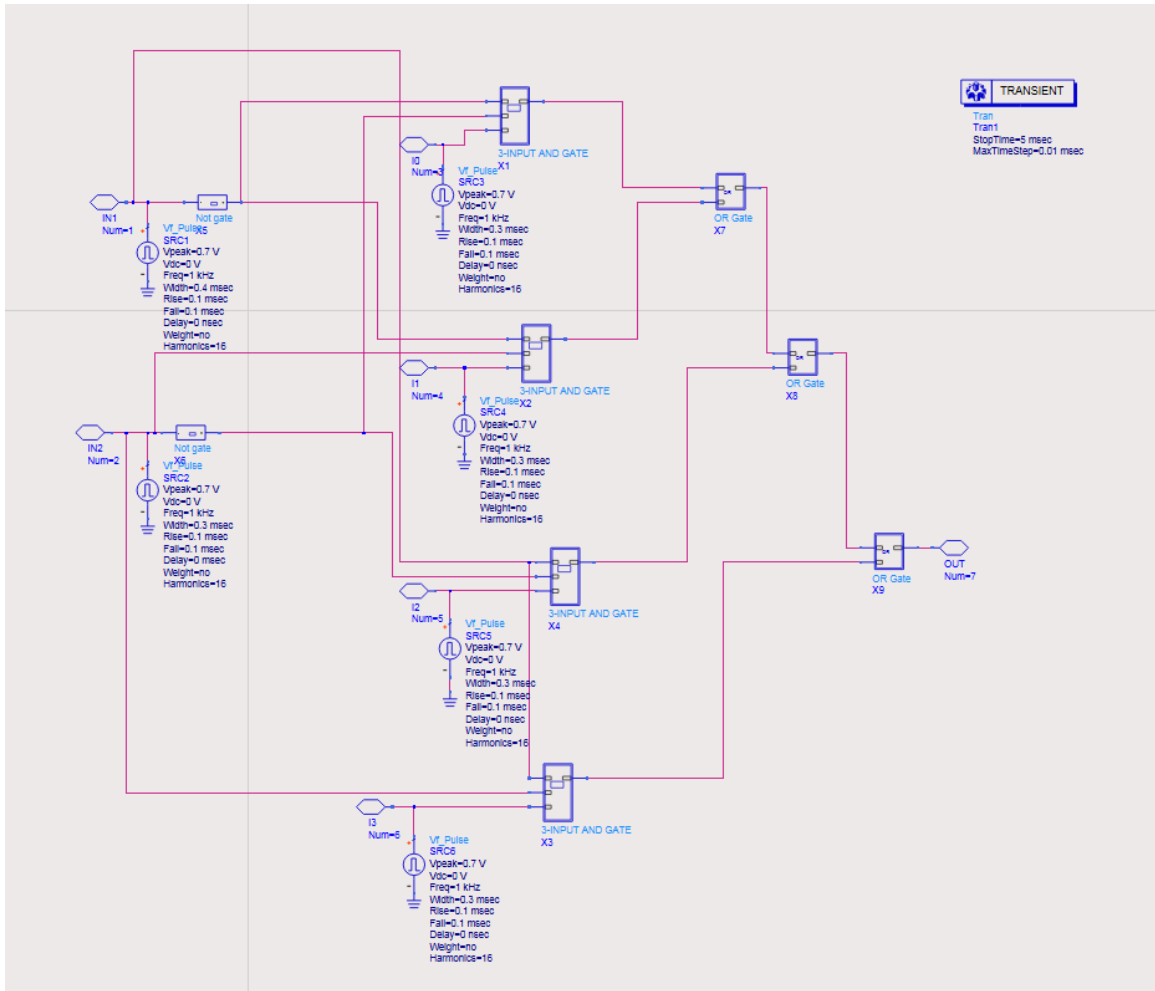 TRANSIENT
Tran
Tran1
StopTime=5 msec
MaxTimeStep=0.01 msec
3-INPUT AND GATE
X1
I0
Num=3
Vf_Pulse
SRC3
Vpeak=0.7 V
Vdc=0 V
Freq=1 kHz
Width=0.3 msec
Rise=0.1 msec
Fall=0.1 msec
Delay=0 nsec
Weight=no
Harmonics=16
OR
OR Gate
X7
IN1
Num=1
Not gate
X5
Vf_Pulse
SRC1
Vpeak=0.7 V
Vdc=0 V
Freq=1 kHz
Width=0.4 msec
Rise=0.1 msec
Fall=0.1 msec
Delay=0 nsec
Weight=no
Harmonics=16
3-INPUT AND GATE
X2
I1
Num=4
Vf_Pulse
SRC4
Vpeak=0.7 V
Vdc=0 V
Freq=1 kHz
Width=0.3 msec
Rise=0.1 msec
Fall=0.1 msec
Delay=0 nsec
Weight=no
Harmonics=16
OR
OR Gate
X8
IN2
Num=2
Not gate
X6
Vf_Pulse
SRC2
Vpeak=0.7 V
Vdc=0 V
Freq=1 kHz
Width=0.3 msec
Rise=0.1 msec
Fall=0.1 msec
Delay=0 msec
Weight=no
Harmonics=16
OR
OR Gate
X9
OUT
Num=7
3-INPUT AND GATE
X4
I2
Num=5
Vf_Pulse
SRC5
Vpeak=0.7 V
Vdc=0 V
Freq=1 kHz
Width=0.3 msec
Rise=0.1 msec
Fall=0.1 msec
Delay=0 nsec
Weight=no
Harmonics=16
3-INPUT AND GATE
X3
I3
Num=6
Vf_Pulse
SRC6
Vpeak=0.7 V
Vdc=0 V
Freq=1 kHz
Width=0.3 msec
Rise=0.1 msec
Fall=0.1 msec
Delay=0 nsec
Weight=no
Harmonics=16